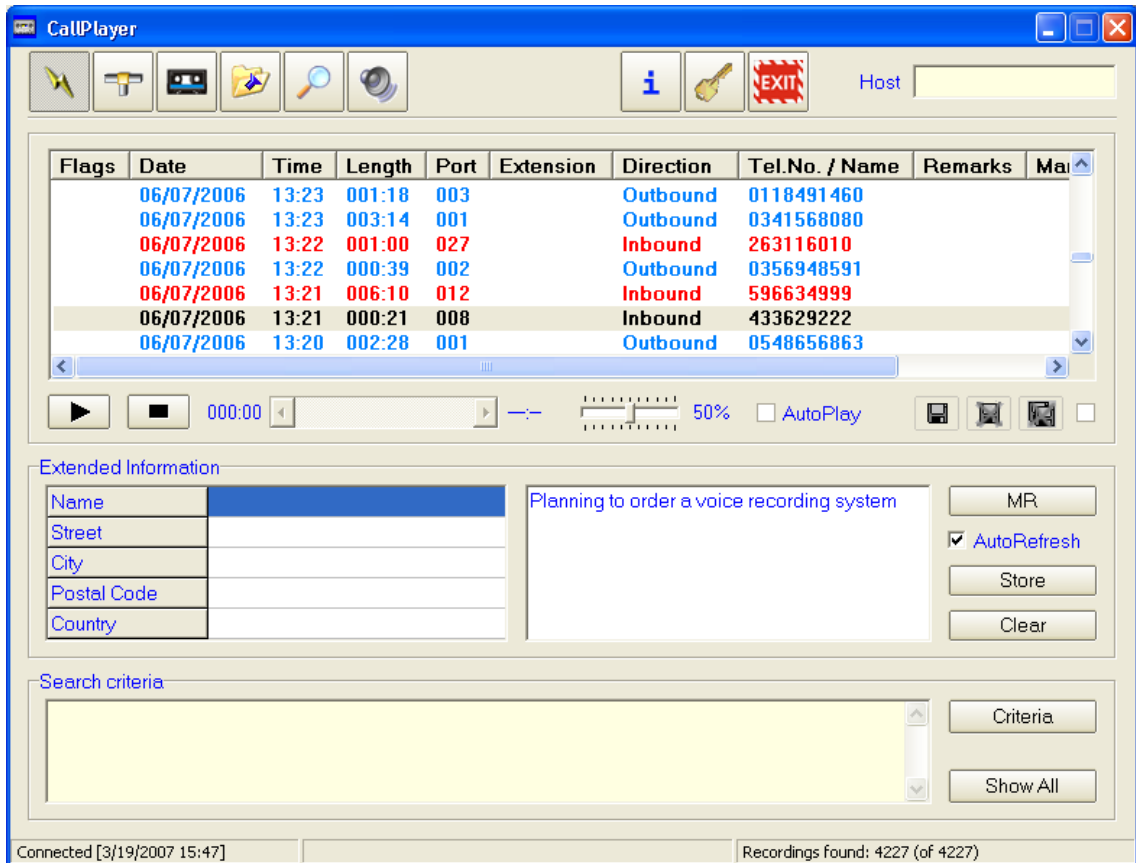 CallPlayer
i EXIT Host
Flags Date Time Length Port Extension Direction Tel.No. / Name Remarks
06/07/2006 13:23 001:18 003 Outbound 0118491460
06/07/2006 13:23 003:14 001 Outbound 0341568080
06/07/2006 13:22 001:00 027 Inbound 263116010
06/07/2006 13:22 000:39 002 Outbound 0356948591
06/07/2006 13:21 006:10 012 Inbound 596634999
06/07/2006 13:21 000:21 008 Inbound 433629222
06/07/2006 13:20 002:28 001 Outbound 0548656863
000:00 --:-- 50% AutoPlay
Extended Information
Name Planning to order a voice recording system MR
Street AutoRefresh
City
Postal Code Store
Country Clear
Search criteria
Criteria
Show All
Connected [3/19/2007 15:47] Recordings found: 4227 (of 4227)